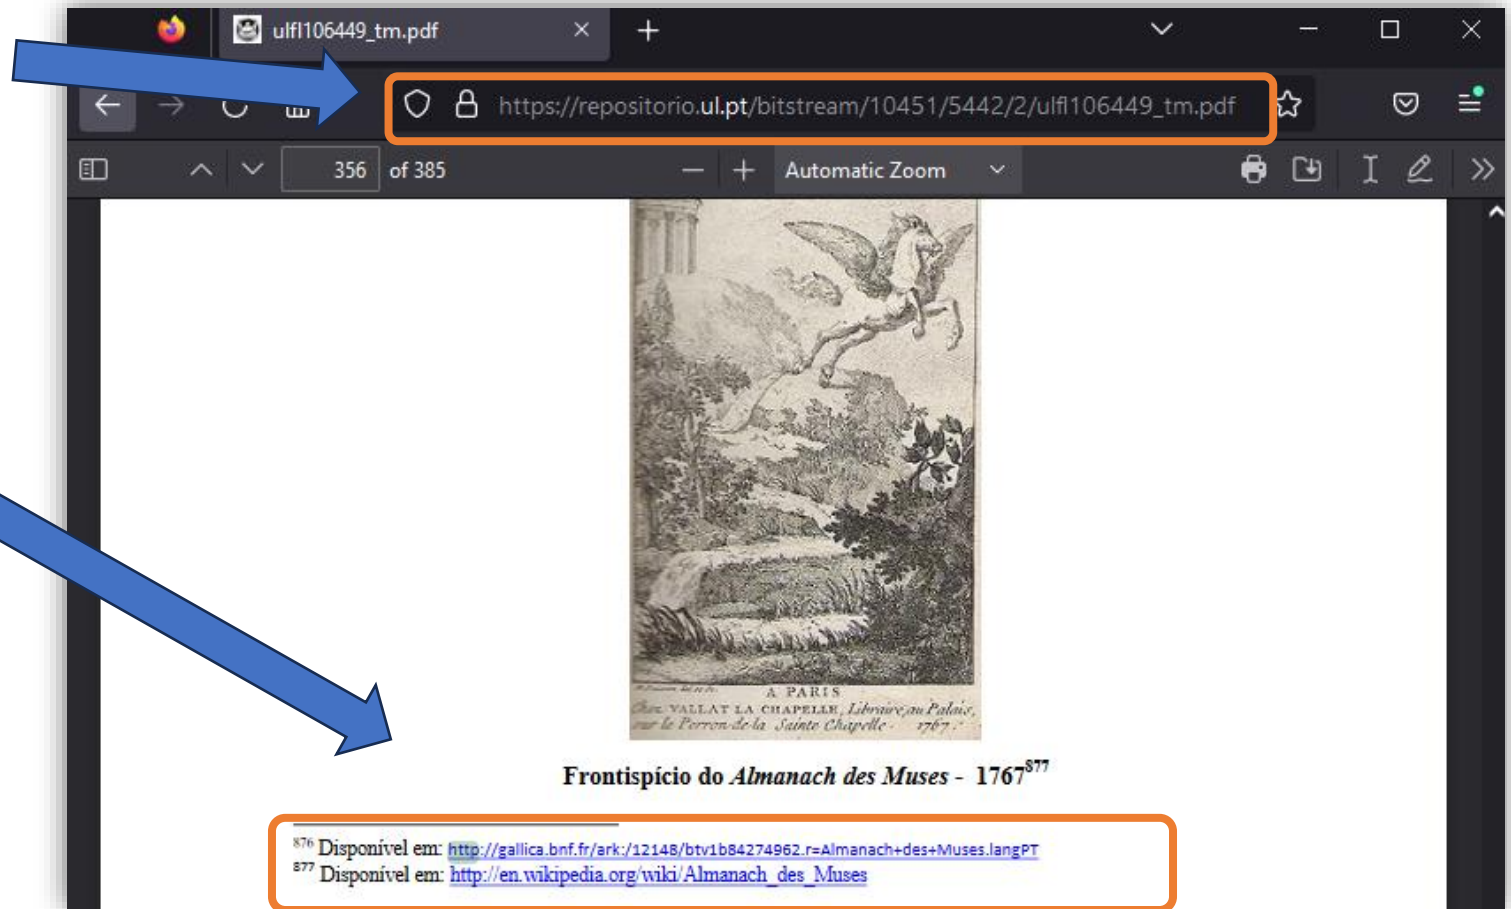 ulfl106449_tm.pdf
https://repositorio.ul.pt/bitstream/10451/5442/2/ulfl106449_tm.pdf
356 of 385
Automatic Zoom
A PARIS
Chez VALLAT LA CHAPELLE, Libraire, au Palais,
sur le Perron de la Sainte Chapelle. 1767.
Frontispício do Almanach des Muses - 1767877
876 Disponível em: http://gallica.bnf.fr/ark:/12148/btv1b84274962.r=Almanach+des+Muses.langPT
877 Disponível em: http://en.wikipedia.org/wiki/Almanach_des_Muses